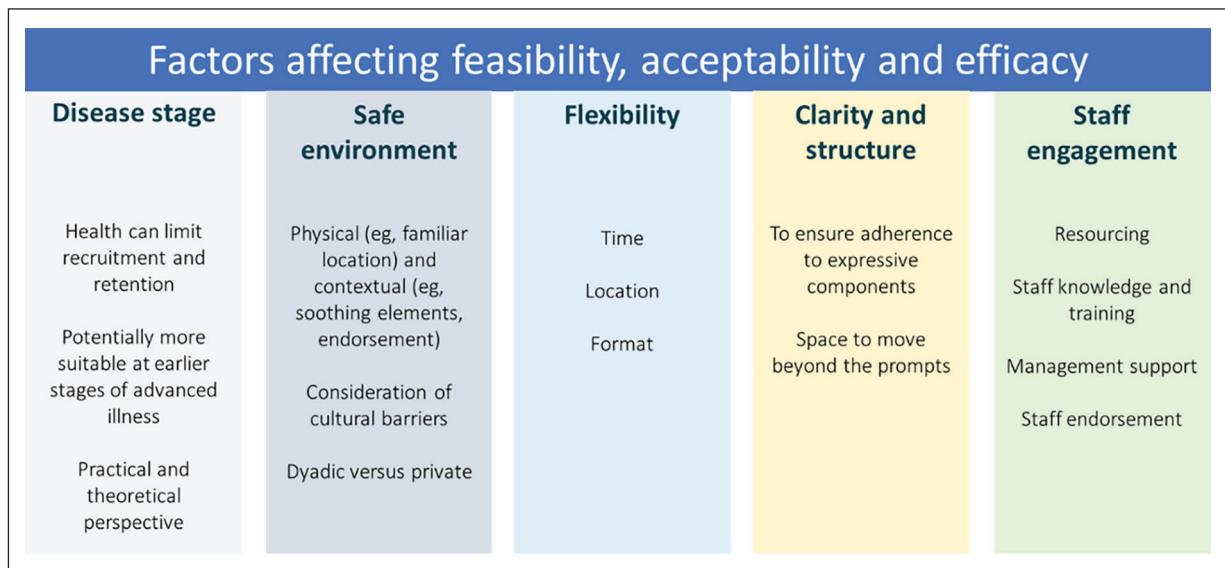 Factors affecting feasibility, acceptability and efficacy
Disease stage
Health can limit
recruitment and
retention
Potentially more
suitable at earlier
stages of advanced
illness
Practical and
theoretical
perspective
Safe
environment
Physical (eg, familiar
location) and
contextual (eg,
soothing elements,
endorsement)
Consideration of
cultural barriers
Dyadic versus private
Flexibility
Time
Location
Format
Clarity and
structure
To ensure adherence
to expressive
components
Space to move
beyond the prompts
Staff
engagement
Resourcing
Staff knowledge and
training
Management support
Staff endorsement